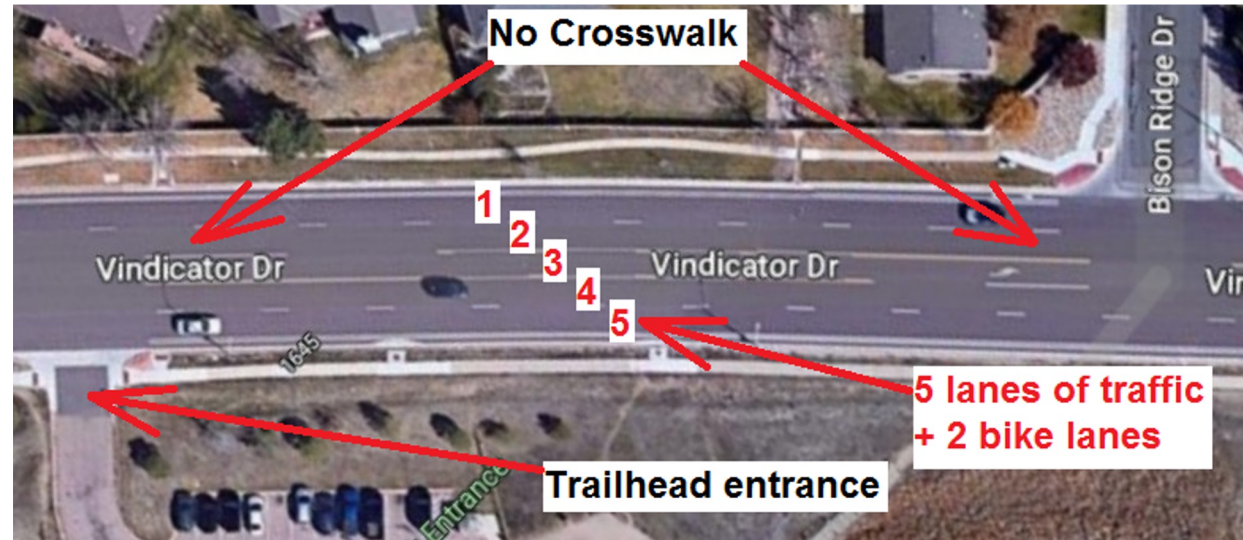 No Crosswalk
Bison Ridge Dr
1
2
Vindicator Dr
3
Vindicator Dr
4
Vin
5
1645
5 lanes of traffic
+ 2 bike lanes
Trailhead entrance
Entrance